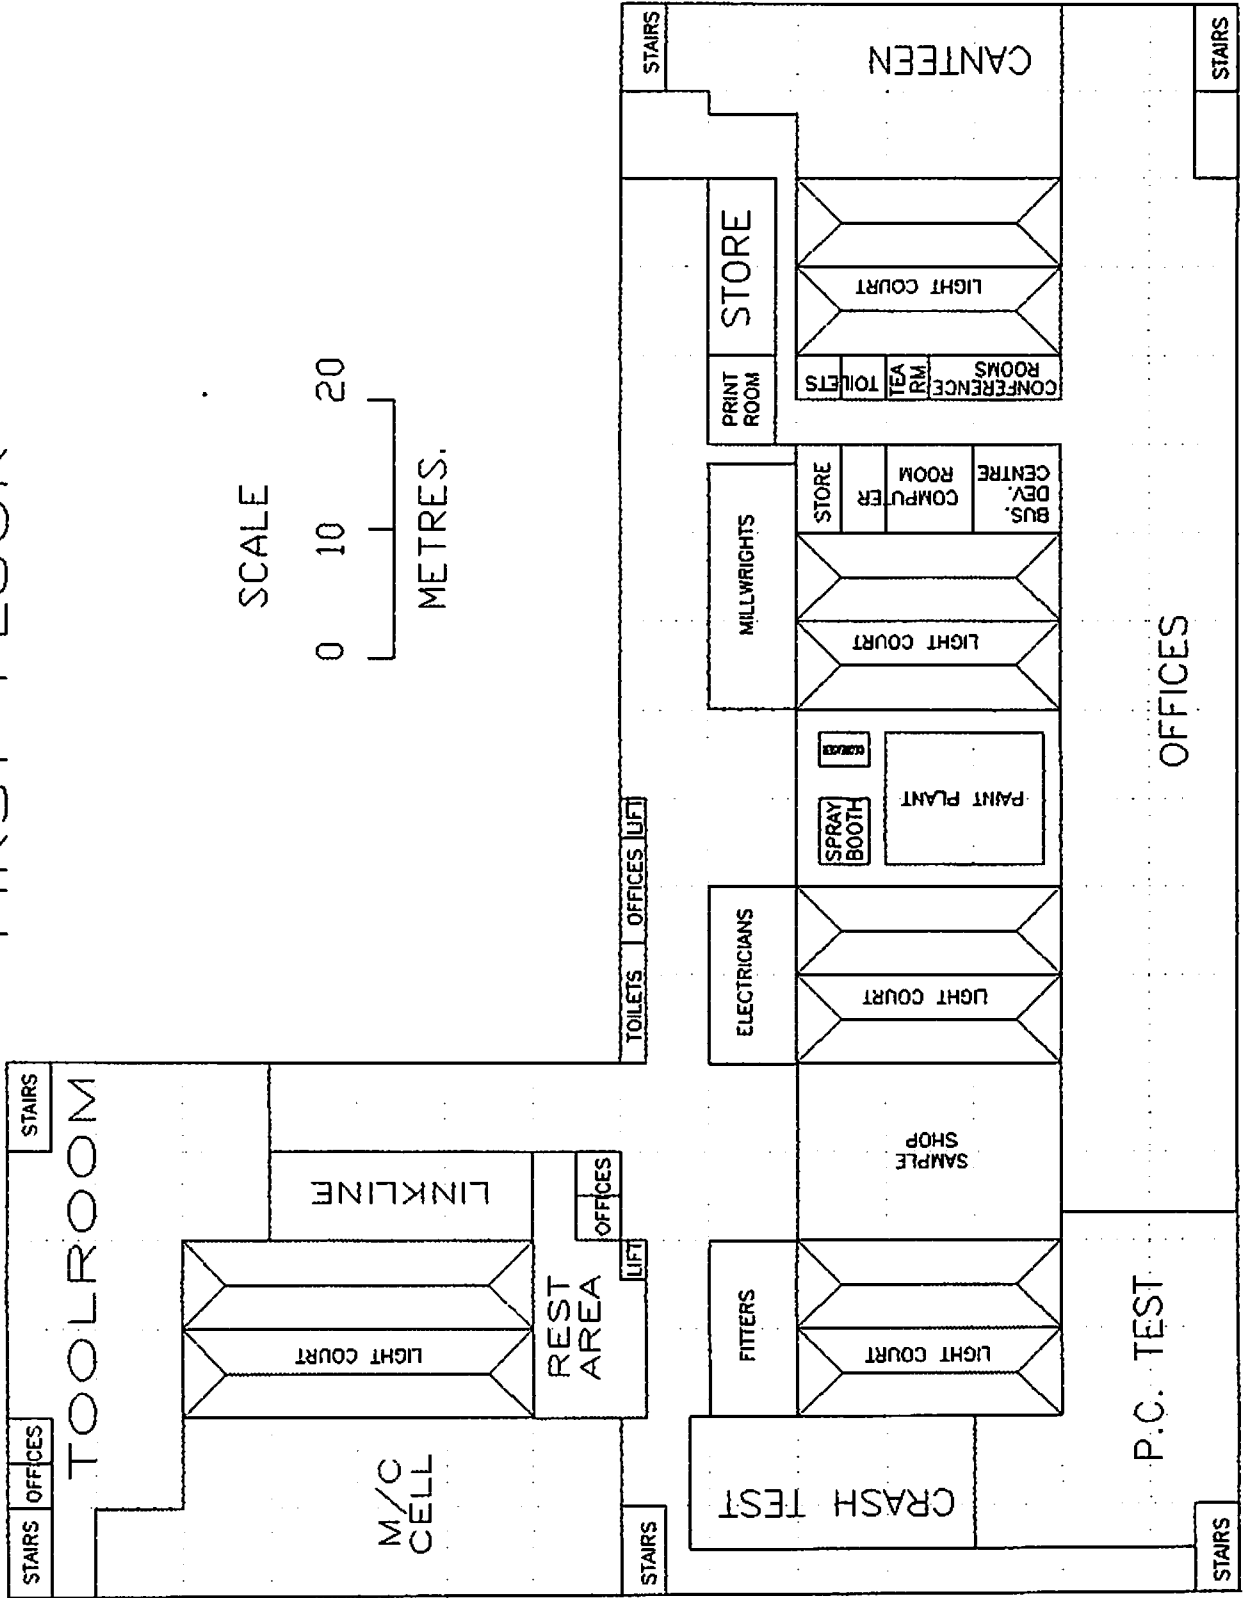 FIRST FLOOR
SCALE
0 10 20
METRES.
STAIRS
CANTEEN
STAIRS
STORE
LIGHT COURT
PRINT
ROOM
TOILETS
TOILETS
TEA
RM
CONFERENCE
ROOMS
MILLWRIGHTS
STORE
COMPUTER
ROOM
BUS.
DEV.
CENTRE
LIGHT COURT
OFFICES
SPRAY
BOOTH
PAINT PLANT
TOILETS
OFFICES
LIFT
ELECTRICIANS
LIGHT COURT
STAIRS
TOOLROOM
LINKLINE
OFFICES
SAMPLE
SHOP
LIGHT COURT
REST
AREA
LIFT
FITTERS
LIGHT COURT
P.C. TEST
STAIRS
OFFICES
M/C
CELL
STAIRS
CRASH TEST
STAIRS